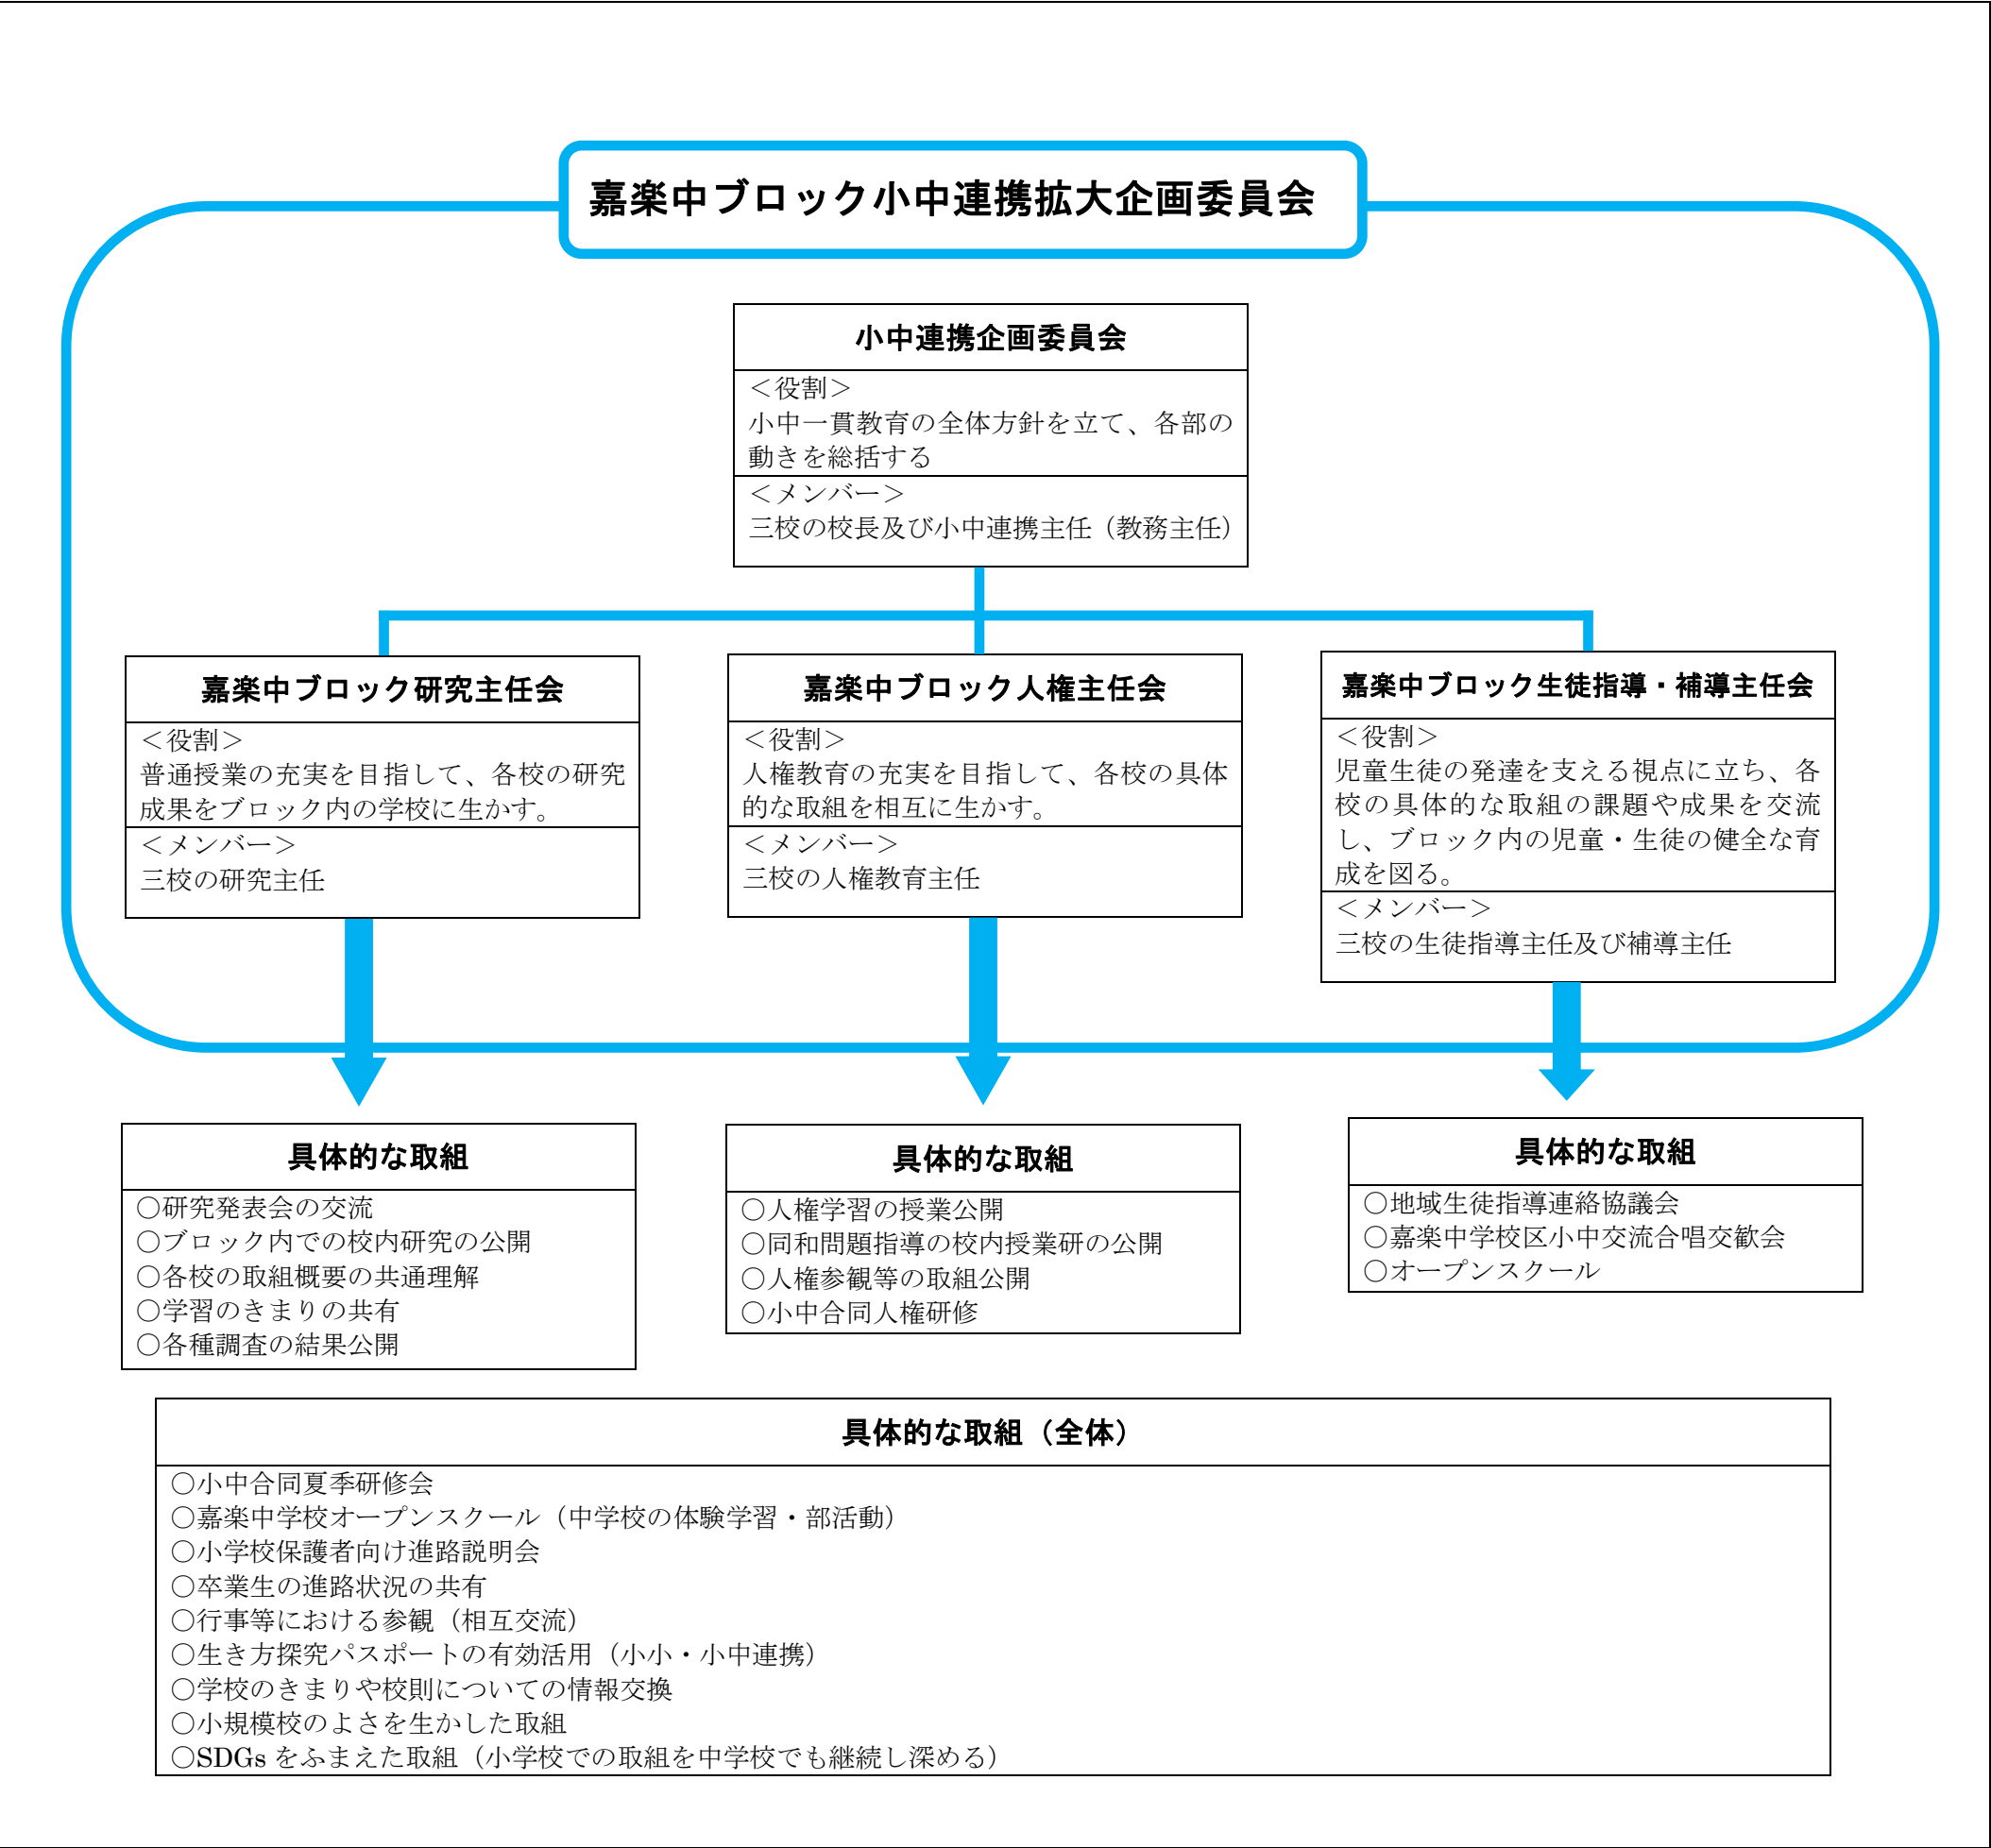 嘉楽中ブロック小中連携拡大企画委員会
小中連携企画委員会
＜役割＞
小中一貫教育の全体方針を立て、各部の
動きを総括する
＜メンバー＞
三校の校長及び小中連携主任（教務主任）
嘉楽中ブロック研究主任会
＜役割＞
普通授業の充実を目指して、各校の研究
成果をブロック内の学校に生かす。
＜メンバー＞
三校の研究主任
嘉楽中ブロック人権主任会
＜役割＞
人権教育の充実を目指して、各校の具体
的な取組を相互に生かす。
＜メンバー＞
三校の人権教育主任
嘉楽中ブロック生徒指導・補導主任会
＜役割＞
児童生徒の発達を支える視点に立ち、各
校の具体的な取組の課題や成果を交流
し、ブロック内の児童・生徒の健全な育
成を図る。
＜メンバー＞
三校の生徒指導主任及び補導主任
具体的な取組
○研究発表会の交流
○ブロック内での校内研究の公開
○各校の取組概要の共通理解
○学習のきまりの共有
○各種調査の結果公開
具体的な取組
○人権学習の授業公開
○同和問題指導の校内授業研の公開
○人権参観等の取組公開
○小中合同人権研修
具体的な取組
○地域生徒指導連絡協議会
○嘉楽中学校区小中交流合唱交歓会
○オープンスクール
具体的な取組（全体）
○小中合同夏季研修会
○嘉楽中学校オープンスクール（中学校の体験学習・部活動）
○小学校保護者向け進路説明会
○卒業生の進路状況の共有
○行事等における参観（相互交流）
○生き方探究パスポートの有効活用（小小・小中連携）
○学校のきまりや校則についての情報交換
○小規模校のよさを生かした取組
○SDGs をふまえた取組（小学校での取組を中学校でも継続し深める）